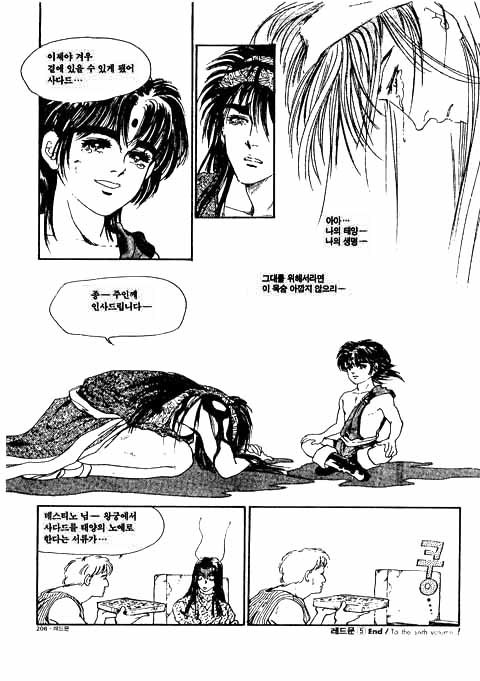 이제야 겨우
곁에 있을 수 있게 됐어
사다드…
아아…
나의 태양―
나의 생명―
그대를 위해서라면
이 목숨 아깝지 않으리―
종― 주인께
인사드립니다―
데스티노 님― 왕궁에서
사다드를 태양의 노예로
한다는 서류가…
쿠오
206 · 레드문
레드문 5 End / To the sixth volume !